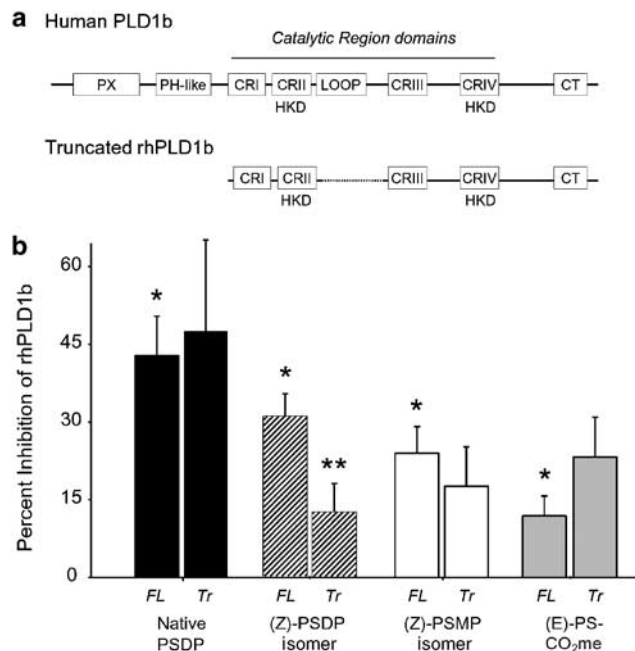 a
Human PLD1b
Catalytic Region domains
PX PH-like CRI CRII LOOP CRIII CRIV CT
HKD HKD
Truncated rhPLD1b
CRI CRII CRIII CRIV CT
HKD HKD
b
Percent Inhibition of rhPLD1b
60
45
30
15
0
* * ** * *
FL Tr FL Tr FL Tr FL Tr
Native PSDP
(Z)-PSDP isomer
(Z)-PSMP isomer
(E)-PS-CO₂me